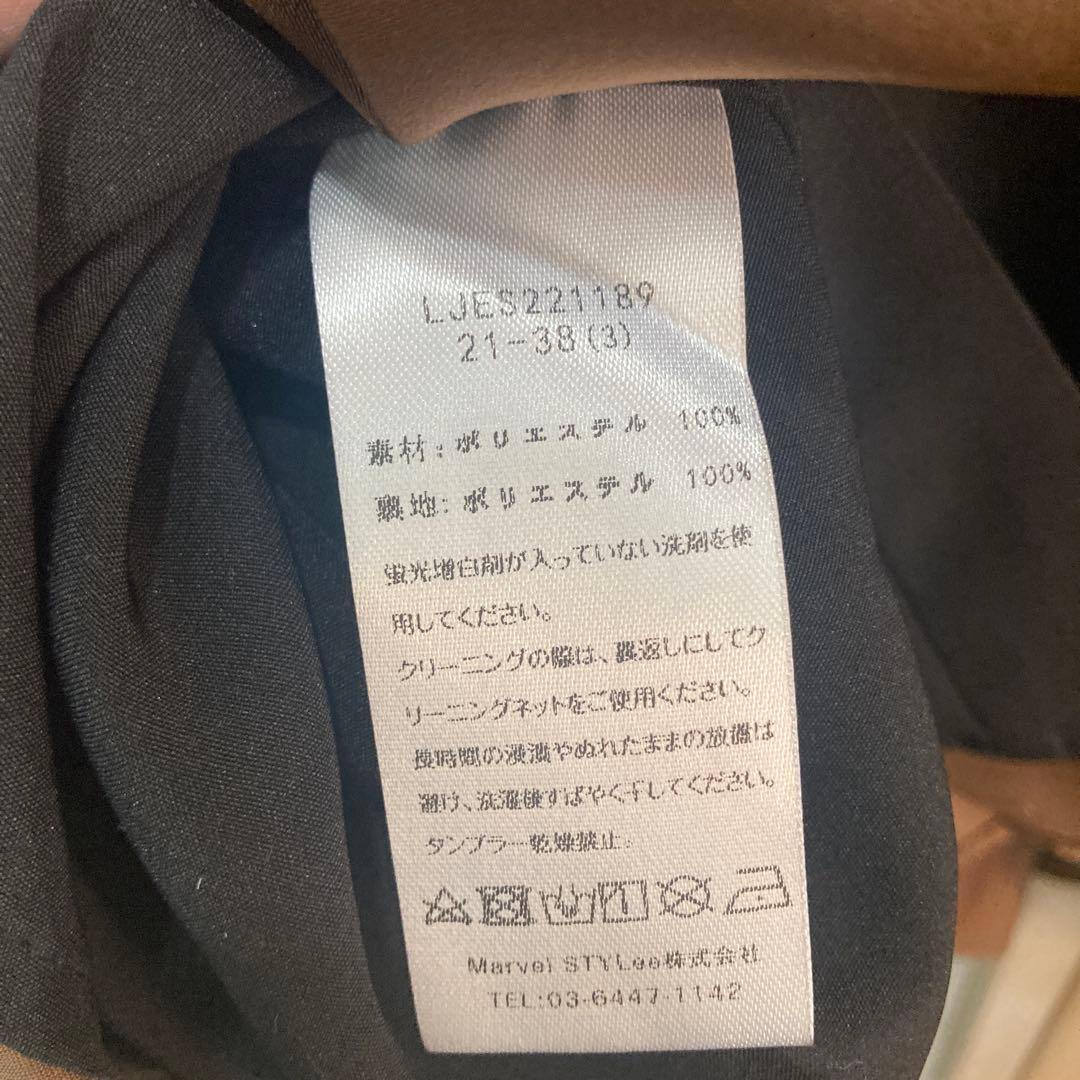 LJES221189
21-38(3)
素材:ポリエステル 100%
裏地:ポリエステル 100%
蛍光増白剤が入っていない洗剤を使
用してください。
クリーニングの際は、裏返しにしてク
リーニングネットをご使用ください。
長時間の浸漬やぬれたままの放置は
避け、洗濯後すばやく干してください。
タンブラー乾燥禁止。
Marvel STYLee株式会社
TEL:03-6447-1142